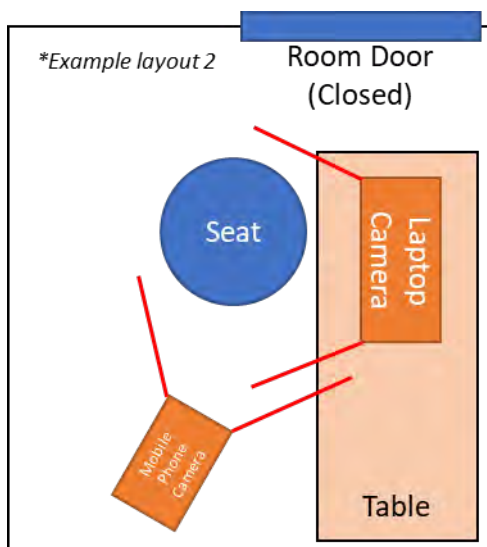 *Example layout 2
Room Door
(Closed)
Seat
Laptop
Camera
Mobile
Phone
Camera
Table